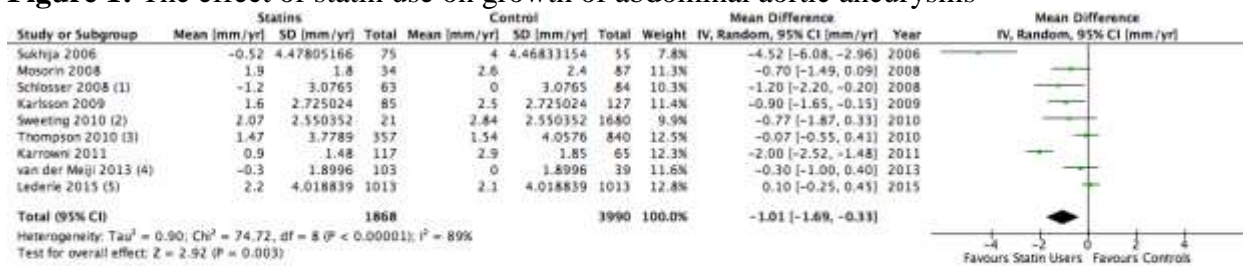 Figure 1: The effect of statin use on growth of abdominal aortic aneurysms
Statins Control Mean Difference Mean Difference
Study or Subgroup Mean [mm/yr] SD [mm/yr] Total Mean [mm/yr] SD [mm/yr] Total Weight IV, Random, 95% CI [mm/yr] Year IV, Random, 95% CI [mm/yr]
Sukhija 2006 -0.52 4.47805166 75 4 4.46833154 55 7.8% -4.52 [-6.08, -2.96] 2006
Mosorin 2008 1.9 1.8 34 2.6 2.4 87 11.3% -0.70 [-1.49, 0.09] 2008
Schlosser 2008 (1) -1.2 3.0765 63 0 3.0765 84 10.3% -1.20 [-2.20, -0.20] 2008
Karlsson 2009 1.6 2.725024 85 2.5 2.725024 127 11.4% -0.90 [-1.65, -0.15] 2009
Sweeting 2010 (2) 2.07 2.550352 21 2.84 2.550352 1680 9.9% -0.77 [-1.87, 0.33] 2010
Thompson 2010 (3) 1.47 3.7789 357 1.54 4.0576 840 12.5% -0.07 [-0.55, 0.41] 2010
Karrowni 2011 0.9 1.48 117 2.9 1.85 65 12.3% -2.00 [-2.52, -1.48] 2011
van der Meiji 2013 (4) -0.3 1.8996 103 0 1.8996 39 11.6% -0.30 [-1.00, 0.40] 2013
Lederle 2015 (5) 2.2 4.018839 1013 2.1 4.018839 1013 12.8% 0.10 [-0.25, 0.45] 2015
Total (95% CI) 1868 3990 100.0% -1.01 [-1.69, -0.33]
Heterogeneity: Tau² = 0.90; Chi² = 74.72, df = 8 (P < 0.00001); I² = 89%
Test for overall effect: Z = 2.92 (P = 0.003)
-4 -2 0 2 4
Favours Statin Users Favours Controls